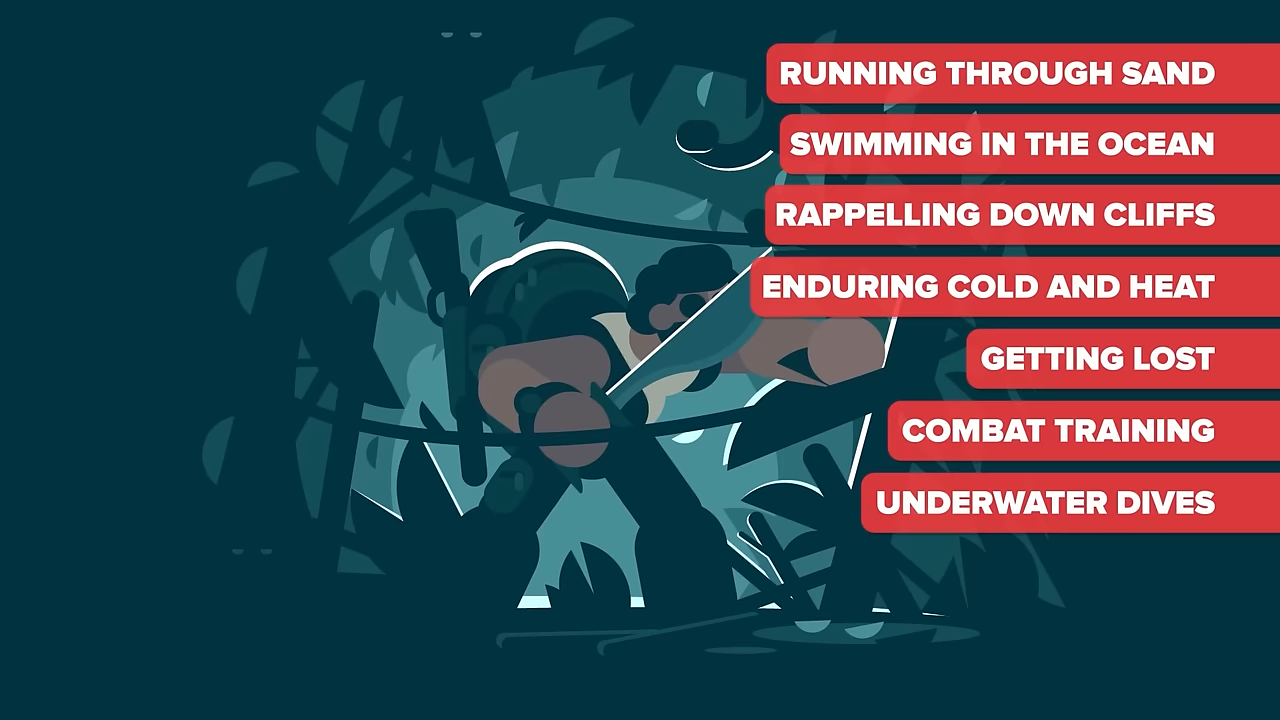 RUNNING THROUGH SAND
SWIMMING IN THE OCEAN
RAPPELLING DOWN CLIFFS
ENDURING COLD AND HEAT
GETTING LOST
COMBAT TRAINING
UNDERWATER DIVES